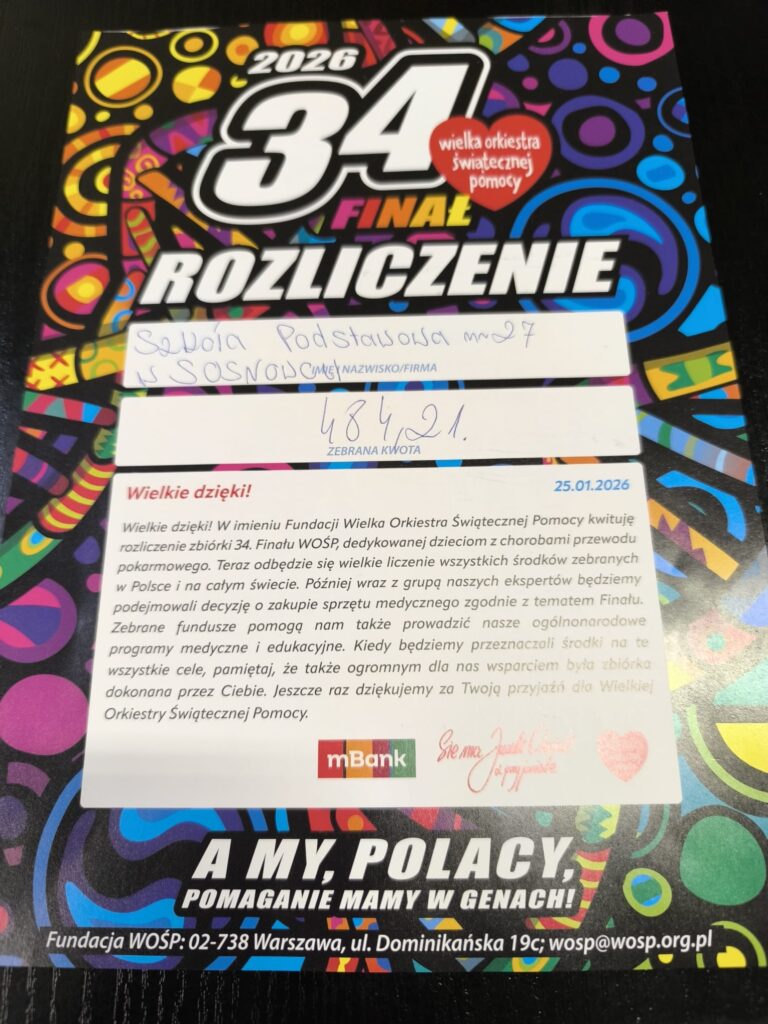 2026
34
wielka orkiestra
świątecznej
pomocy
FINAŁ
ROZLICZENIE
Szkoła Podstawowa nr 27
w SOSNOWCU
IMIĘ I NAZWISKO/FIRMA
484,21.
ZEBRANA KWOTA
Wielkie dzięki!
25.01.2026
Wielkie dzięki! W imieniu Fundacji Wielka Orkiestra Świątecznej Pomocy kwituję
rozliczenie zbiórki 34. Finału WOŚP, dedykowanej dzieciom z chorobami przewodu
pokarmowego. Teraz odbędzie się wielkie liczenie wszystkich środków zebranych
w Polsce i na całym świecie. Później wraz z grupą naszych ekspertów będziemy
podejmowali decyzję o zakupie sprzętu medycznego zgodnie z tematem Finału.
Zebrane fundusze pomogą nam także prowadzić nasze ogólnonarodowe
programy medyczne i edukacyjne. Kiedy będziemy przeznaczali środki na te
wszystkie cele, pamiętaj, że także ogromnym dla nas wsparciem była zbiórka
dokonana przez Ciebie. Jeszcze raz dziękujemy za Twoją przyjaźń dla Wielkiej
Orkiestry Świątecznej Pomocy.
mBank
Sie ma
A MY, POLACY,
POMAGANIE MAMY W GENACH!
Fundacja WOŚP: 02-738 Warszawa, ul. Dominikańska 19c; wosp@wosp.org.pl